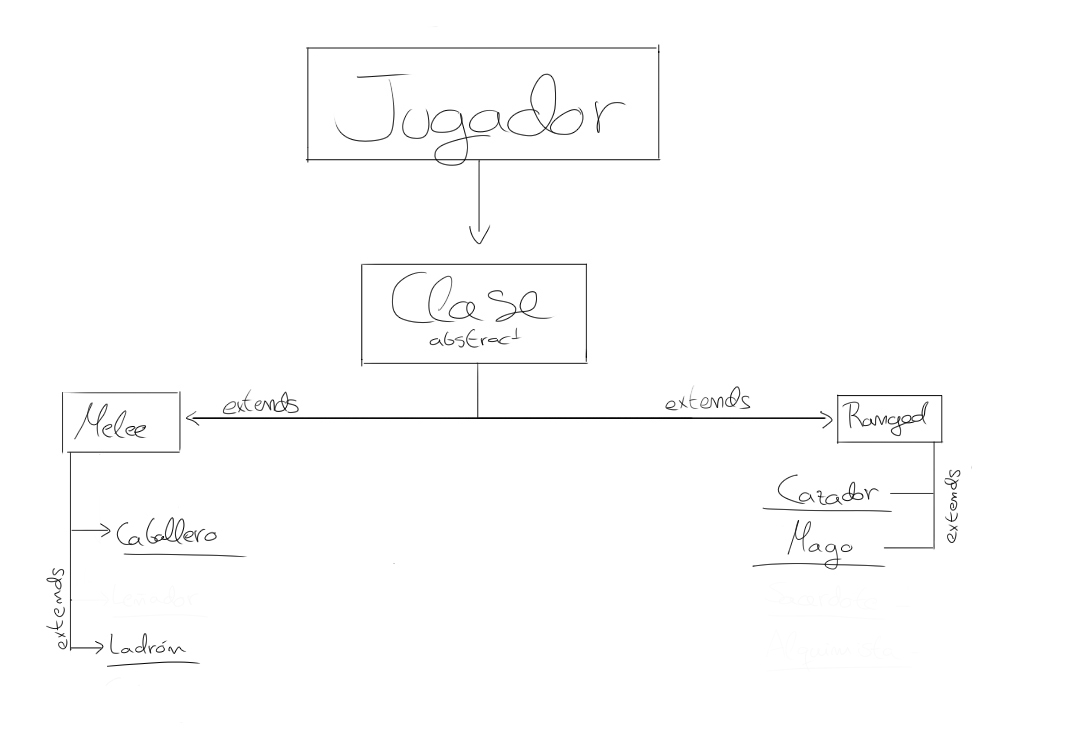 Jugador
Clase
abstract
Melee
extends
extends
Ranged
Caballero
extends
Ladrón
Cazador
Mago
extends